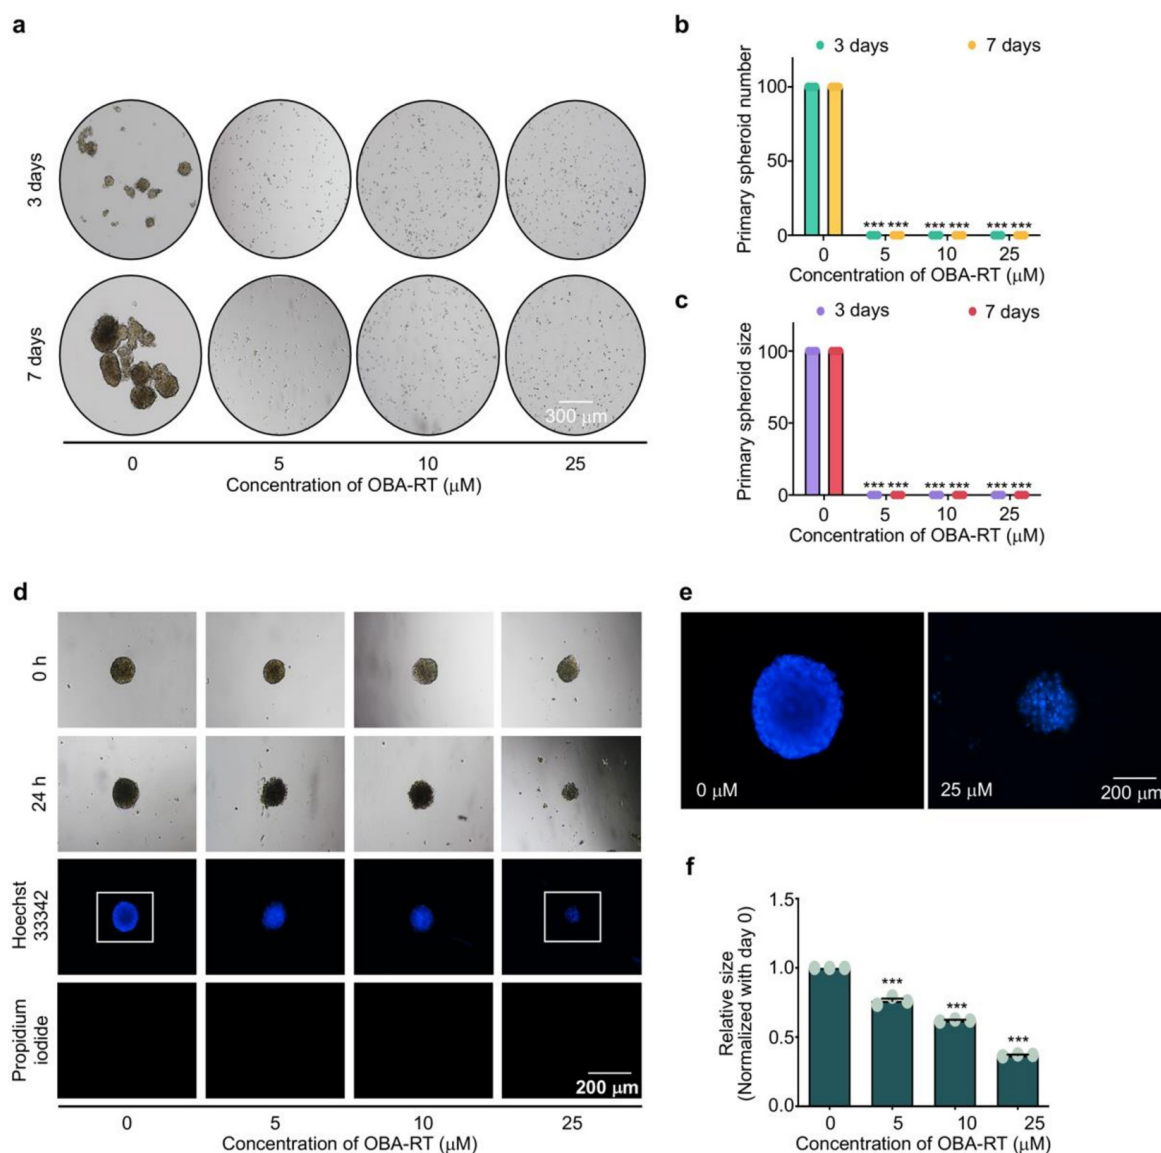 a
3 days
7 days
300 μm
0 5 10 25
Concentration of OBA-RT (μM)
b
3 days 7 days
Primary spheroid number
100
50
0
*** *** *** *** *** ***
0 5 10 25
Concentration of OBA-RT (μM)
c
3 days 7 days
Primary spheroid size
100
50
0
*** *** *** *** *** ***
0 5 10 25
Concentration of OBA-RT (μM)
d
0 h
24 h
Hoechst
33342
Propidium
iodide
200 μm
0 5 10 25
Concentration of OBA-RT (μM)
e
0 μM
25 μM
200 μm
f
Relative size
(Normalized with day 0)
1.5
1.0
0.5
0.0
***
***
***
0 5 10 25
Concentration of OBA-RT (μM)